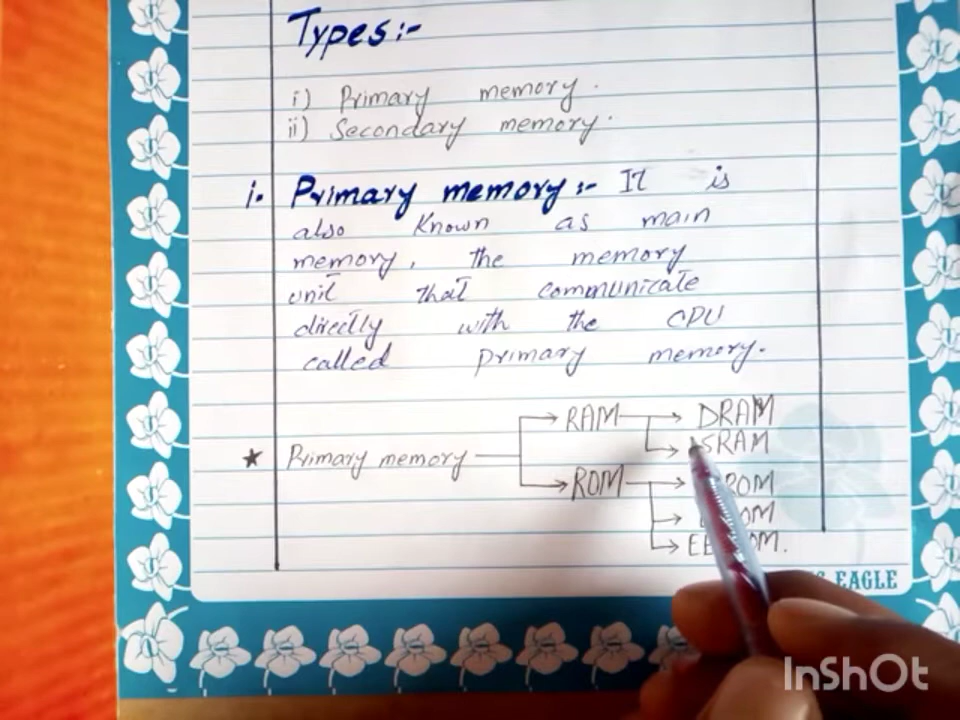 Types:-
i) Primary memory.
ii) Secondary memory.
i. Primary memory:- It is
also known as main
memory, the memory
unit that communicate
directly with the CPU
called primary memory.
★ Primary memory
RAM
DRAM
SRAM
ROM
EAGLE
InShOt